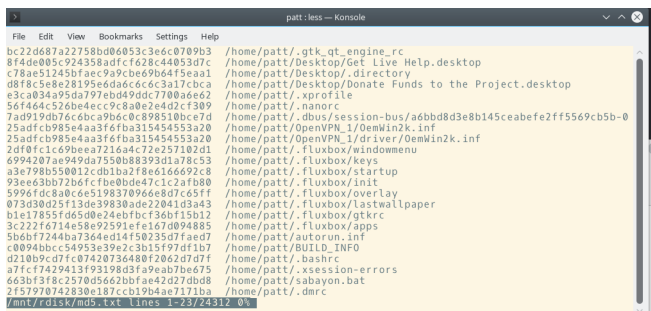 patt : less — Konsole
File Edit View Bookmarks Settings Help
bc22d687a22758bd06053c3e6c0709b3 /home/patt/.gtk_qt_engine_rc
8f4de005c924358adfcf628c44053d7c /home/patt/Desktop/Get Live Help.desktop
c78ae51245bfaec9a9cbe69b64f5eaa1 /home/patt/Desktop/.directory
d8f8c5e8e28195e6da6c6c6c3a17cbca /home/patt/Desktop/Donate Funds to the Project.desktop
e3ca034a95da797ebd49ddc7700a6e62 /home/patt/.xprofile
56f464c526be4ecc9c8a0e2e4d2cf309 /home/patt/.nanorc
7ad919db76c6bca9b6c0c898510bce7d /home/patt/.dbus/session-bus/a6bbd8d3e8b145ceabefe2ff5569cb5b-0
25adfcb985e4aa3f6fba315454553a20 /home/patt/OpenVPN_1/OemWin2k.inf
25adfcb985e4aa3f6fba315454553a20 /home/patt/OpenVPN_1/driver/OemWin2k.inf
2df0fc1c69beea7216a4c72e257102d1 /home/patt/.fluxbox/windowmenu
6994207ae949da7550b88393d1a78c53 /home/patt/.fluxbox/keys
a3e798b550012cdb1ba2f8e6166692c8 /home/patt/.fluxbox/startup
93ee63bb72b6fcfbe0bde47c1c2afb80 /home/patt/.fluxbox/init
5996fdc8a0c6e5198370966e8d7c65ff /home/patt/.fluxbox/overlay
073d30d25f13de39830ade22041d3a43 /home/patt/.fluxbox/lastwallpaper
b1e17855fd65d0e24ebfbcf36bf15b12 /home/patt/.fluxbox/gtkrc
3c222f6714e58e92591efe167d094885 /home/patt/.fluxbox/apps
5b6bf7244ba7364ed14f50235d7faed7 /home/patt/autorun.inf
c0094bbcc54953e39e2c3b15f97df1b7 /home/patt/BUILD_INFO
d210b9cd7fc07420736480f2062d7d7f /home/patt/.bashrc
a7fcf7429413f93198d3fa9eab7be675 /home/patt/.xsession-errors
663bf3f8c2570d5662bbfae42d27dbd8 /home/patt/sabayon.bat
2f57970742830e187ccb19b4ae7171ba /home/patt/.dmrc
/mnt/rdisk/md5.txt lines 1-23/24312 0%